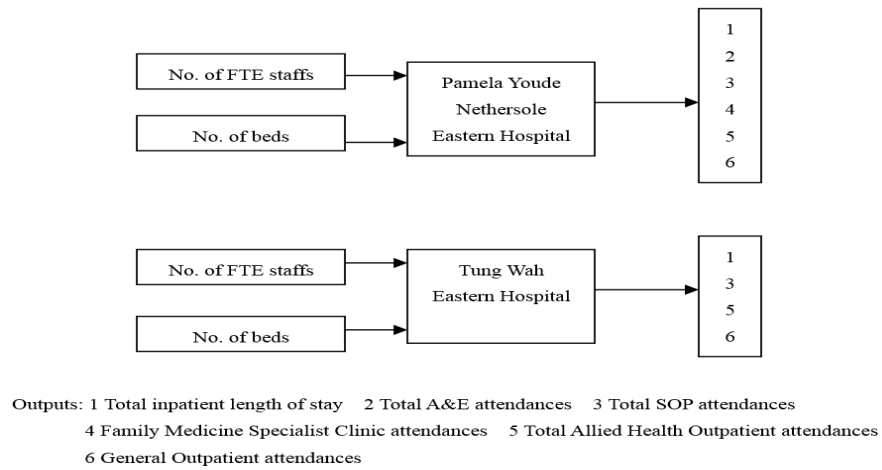 No. of FTE staffs
No. of beds
Pamela Youde
Nethersole
Eastern Hospital
1
2
3
4
5
6
No. of FTE staffs
No. of beds
Tung Wah
Eastern Hospital
1
3
5
6
Outputs: 1 Total inpatient length of stay 2 Total A&E attendances 3 Total SOP attendances
4 Family Medicine Specialist Clinic attendances 5 Total Allied Health Outpatient attendances
6 General Outpatient attendances